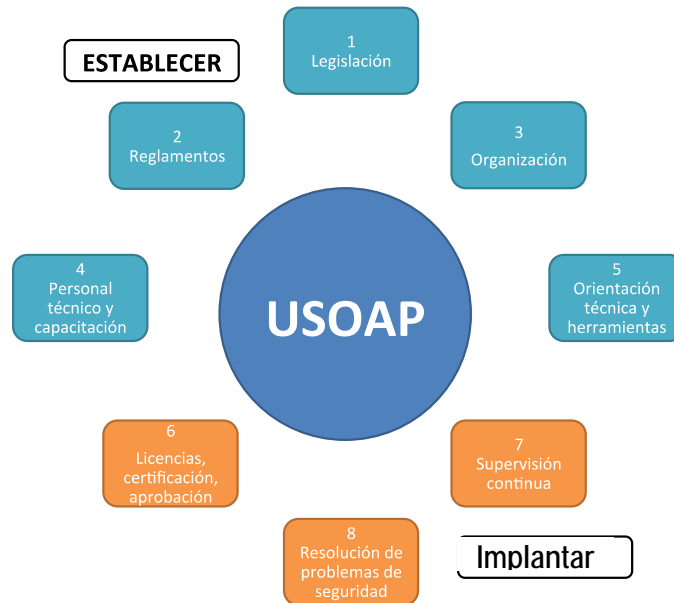 ESTABLECER
1
Legislación
2
Reglamentos
3
Organización
USOAP
4
Personal
técnico y
capacitación
5
Orientación
técnica y
herramientas
6
Licencias,
certificación,
aprobación
7
Supervisión
continua
8
Resolución de
problemas de
seguridad
Implantar